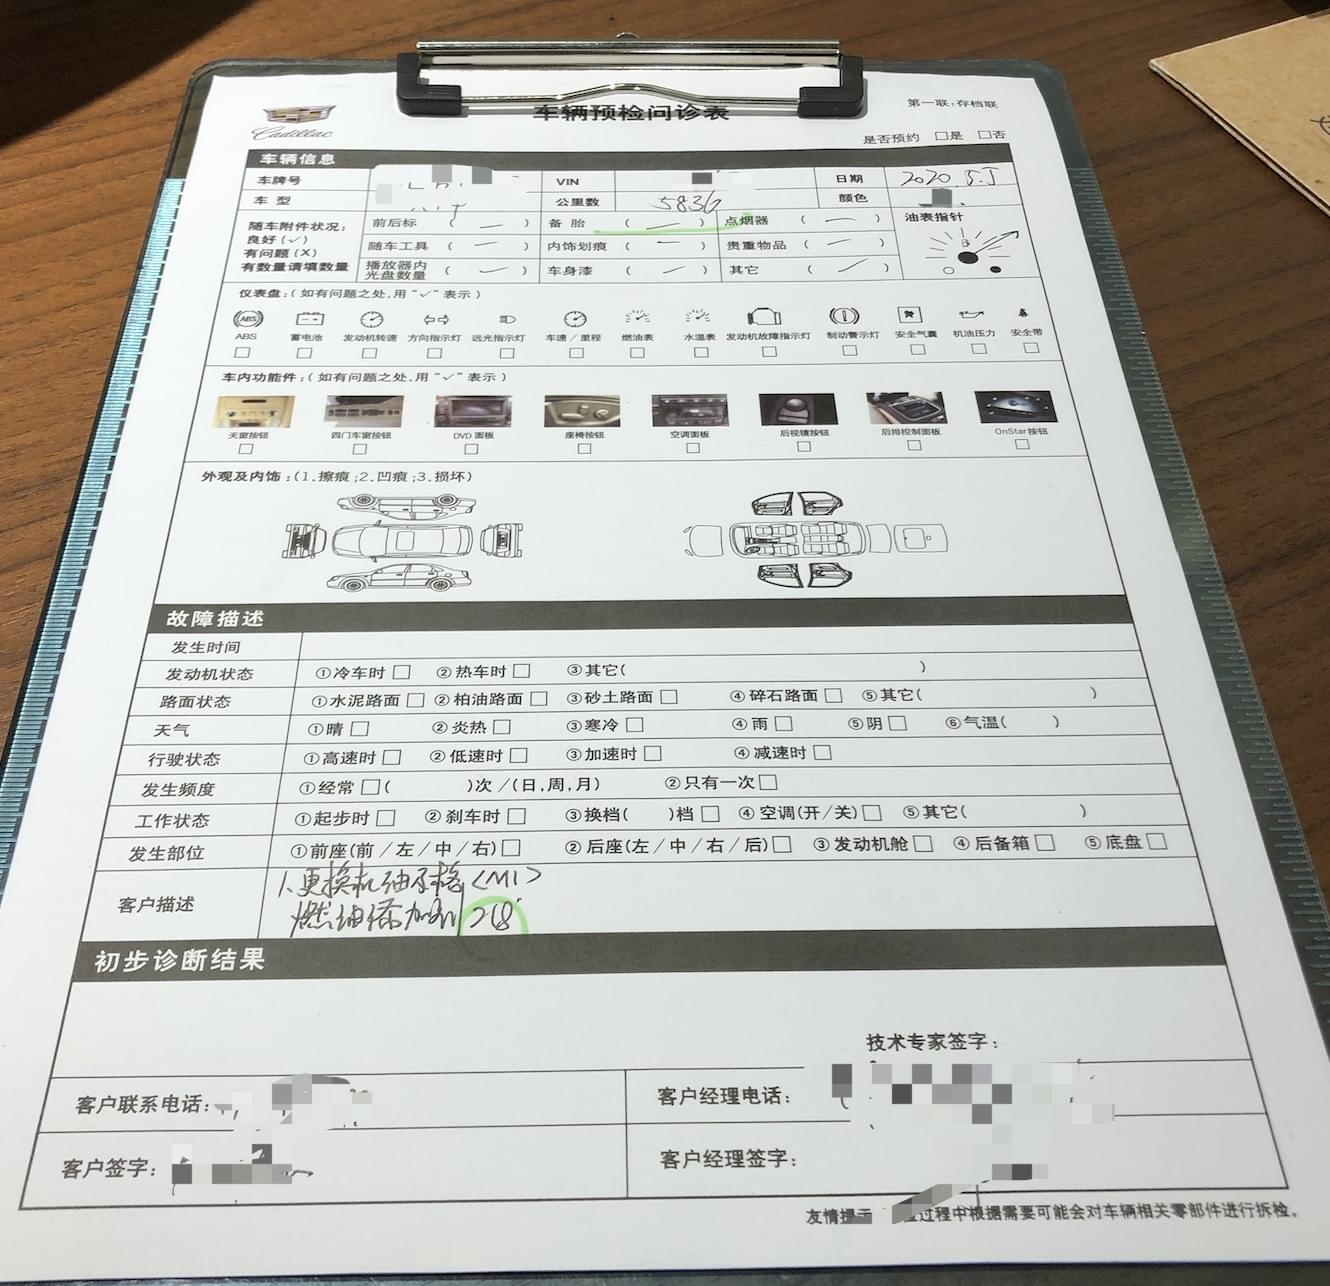 车辆预检问诊表
第一联:存档联
Cadillac
是否预约 □是 □否
车辆信息
车牌号 VIN 日期 2020.5.5
车 型 公里数 5836 颜色
随车附件状况: 前后标 ( — ) 备 胎 ( — ) 点烟器 ( — ) 油表指针
良好(✓)
有问题(X) 随车工具 ( — ) 内饰划痕 ( — ) 贵重物品 ( — )
有数量请填数量 播放器内光盘数量 ( — ) 车身漆 ( — ) 其它 ( — )
仪表盘:(如有问题之处,用"✓"表示)
ABS 蓄电池 发动机转速 方向指示灯 远光指示灯 车速/里程 燃油表 水温表 发动机故障指示灯 制动警示灯 安全气囊 机油压力 安全带
车内功能件:(如有问题之处,用"✓"表示)
天窗按钮 四门车窗按钮 DVD 面板 座椅按钮 空调面板 后视镜按钮 后排控制面板 OnStar按钮
外观及内饰:(1.擦痕;2.凹痕;3.损坏)
故障描述
发生时间
发动机状态 ①冷车时□ ②热车时□ ③其它( )
路面状态 ①水泥路面□ ②柏油路面□ ③砂土路面□ ④碎石路面□ ⑤其它( )
天气 ①晴□ ②炎热□ ③寒冷□ ④雨□ ⑤阴□ ⑥气温( )
行驶状态 ①高速时□ ②低速时□ ③加速时□ ④减速时□
发生频度 ①经常□( )次/(日,周,月) ②只有一次□
工作状态 ①起步时□ ②刹车时□ ③换档( )档□ ④空调(开/关)□ ⑤其它( )
发生部位 ①前座(前/左/中/右)□ ②后座(左/中/右/后)□ ③发动机舱□ ④后备箱□ ⑤底盘□
客户描述 1.更换机油及格<M1>
燃油添加剂 218
初步诊断结果
技术专家签字:
客户联系电话: 客户经理电话:
客户签字: 客户经理签字:
友情提示 过程中根据需要可能会对车辆相关零部件进行拆检。